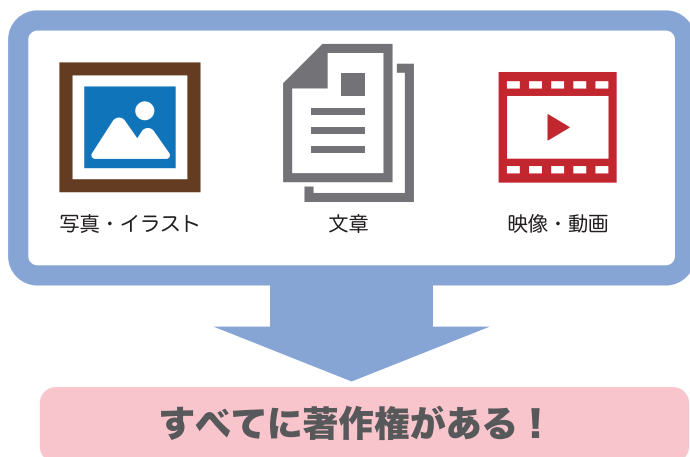 写真・イラスト
文章
映像・動画
すべてに著作権がある！